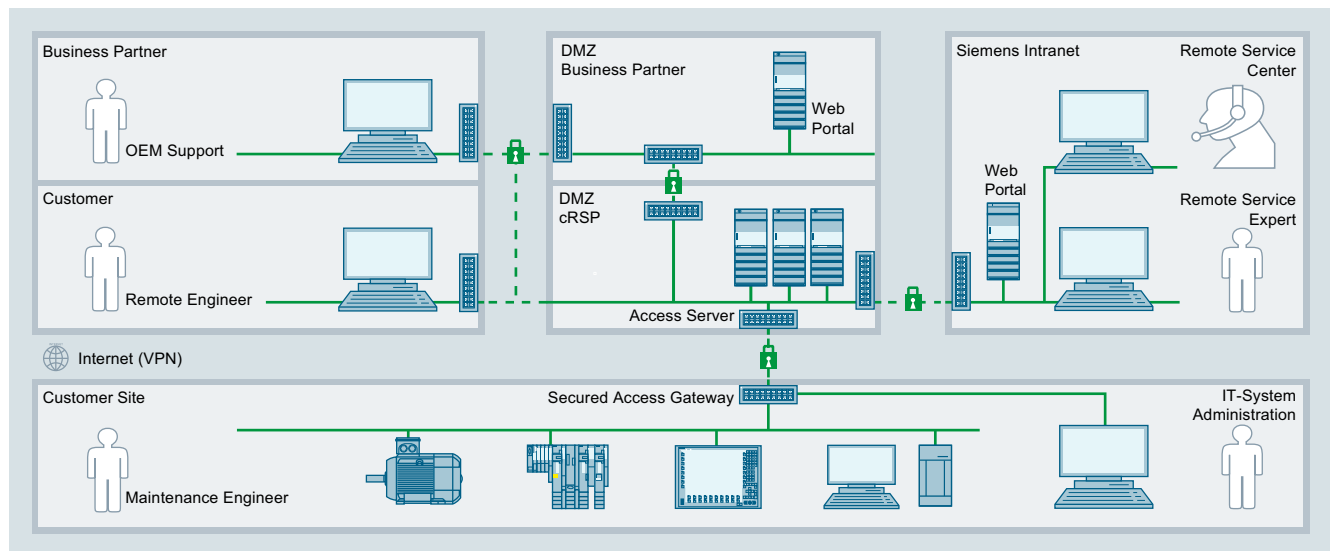 Business Partner
OEM Support
DMZ
Business Partner
Web
Portal
Siemens Intranet
Remote Service
Center
Customer
Remote Engineer
DMZ
cRSP
Access Server
Web
Portal
Remote Service
Expert
Internet (VPN)
Customer Site
Maintenance Engineer
Secured Access Gateway
IT-System
Administration